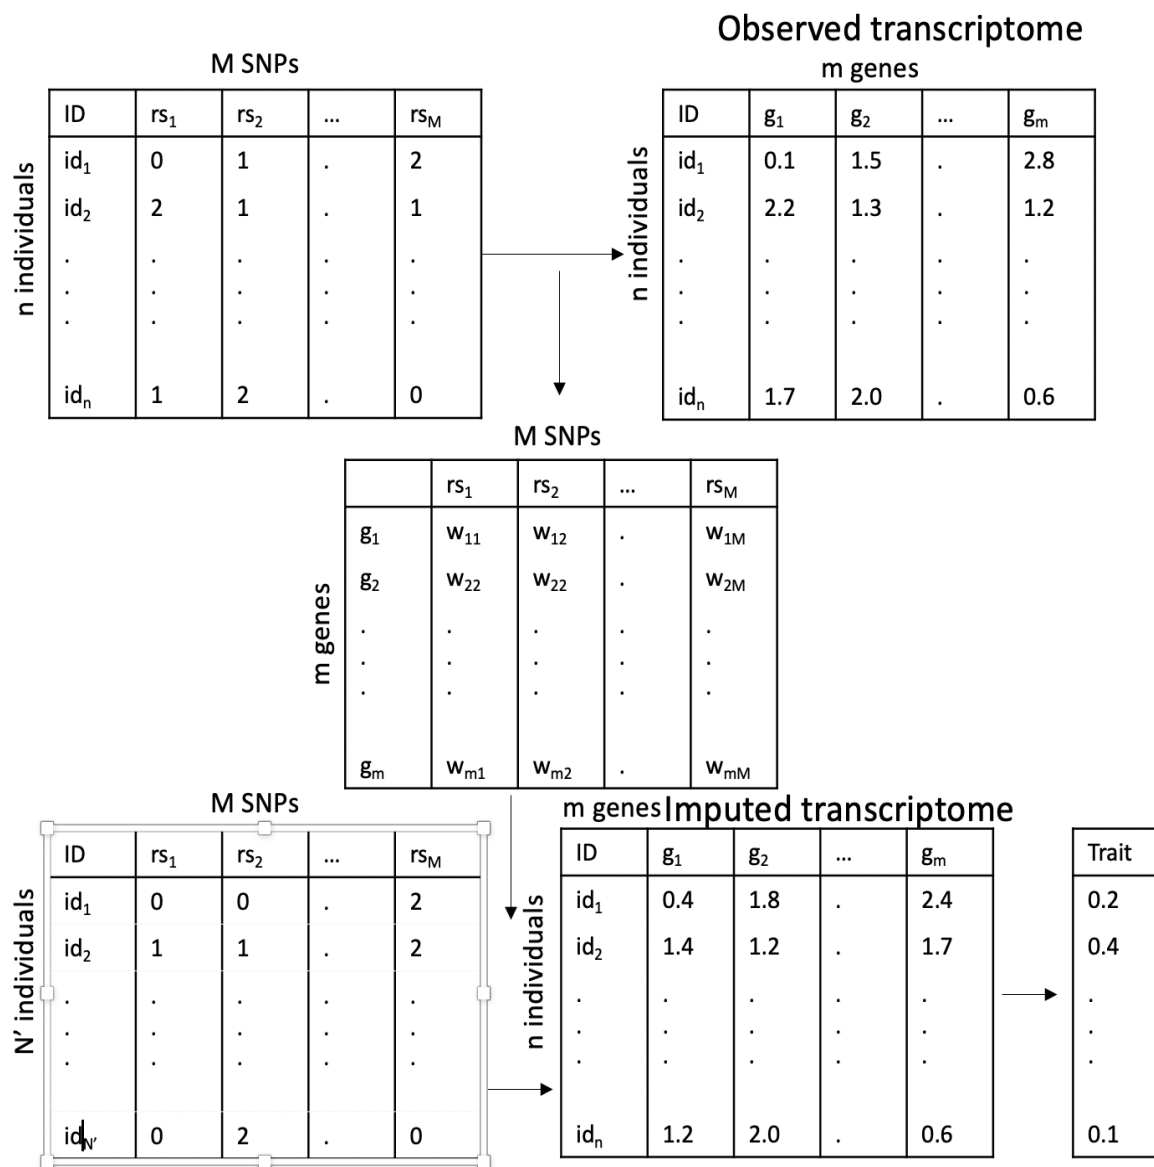 Observed transcriptome
M SNPs
m genes
n individuals
ID rs1 rs2 ... rsM
id1 0 1 . 2
id2 2 1 . 1
. . . . .
. . . . .
. . . . .
idn 1 2 . 0
n individuals
ID g1 g2 ... gm
id1 0.1 1.5 . 2.8
id2 2.2 1.3 . 1.2
. . . . .
. . . . .
. . . . .
idn 1.7 2.0 . 0.6
M SNPs
m genes
rs1 rs2 ... rsM
g1 w11 w12 . w1M
g2 w22 w22 . w2M
. . . . .
. . . . .
. . . . .
gm wm1 wm2 . wmM
M SNPs
N' individuals
ID rs1 rs2 ... rsM
id1 0 0 . 2
id2 1 1 . 2
. . . . .
. . . . .
. . . . .
idN' 0 2 . 0
m genes Imputed transcriptome
n individuals
ID g1 g2 ... gm
id1 0.4 1.8 . 2.4
id2 1.4 1.2 . 1.7
. . . . .
. . . . .
. . . . .
idn 1.2 2.0 . 0.6
Trait
0.2
0.4
.
.
.
0.1